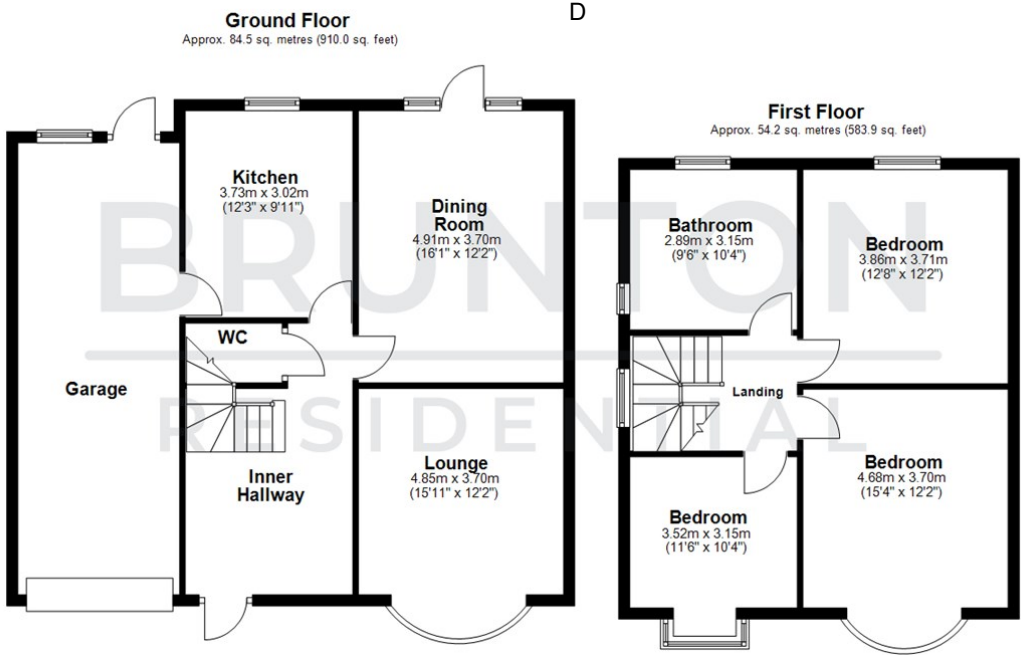 D
Ground Floor
Approx. 84.5 sq. metres (910.0 sq. feet)
Kitchen
3.73m x 3.02m
(12'3" x 9'11")
Dining
Room
4.91m x 3.70m
(16'1" x 12'2")
WC
Garage
Inner
Hallway
Lounge
4.85m x 3.70m
(15'11" x 12'2")
First Floor
Approx. 54.2 sq. metres (583.9 sq. feet)
Bathroom
2.89m x 3.15m
(9'6" x 10'4")
Bedroom
3.86m x 3.71m
(12'8" x 12'2")
Landing
Bedroom
4.68m x 3.70m
(15'4" x 12'2")
Bedroom
3.52m x 3.15m
(11'6" x 10'4")
BRUNTON
RESIDENTIAL